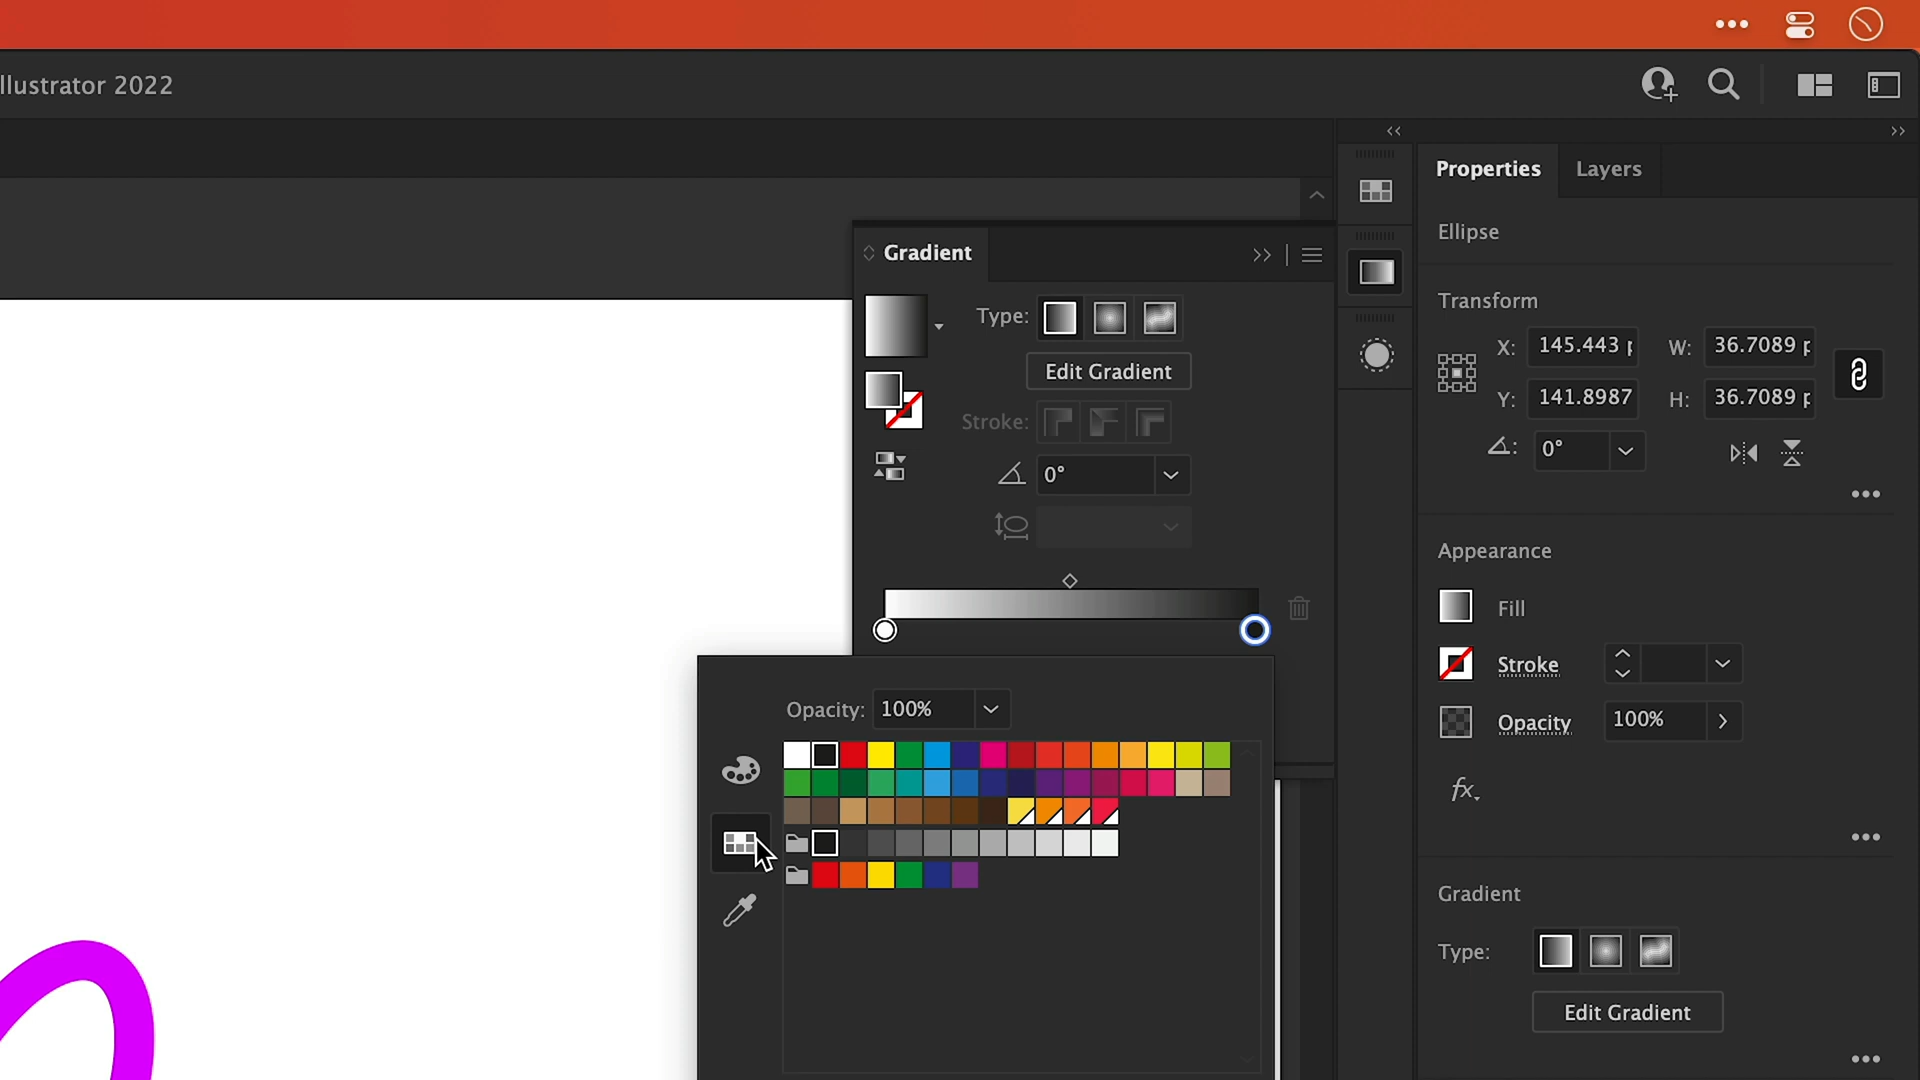 llustrator 2022
Properties
Layers
Ellipse
Transform
X:
145.443 p
W:
36.7089 p
Y:
141.8987
H:
36.7089 p
0°
Gradient
Type:
Edit Gradient
Stroke:
0°
Opacity:
100%
Appearance
Fill
Stroke
Opacity
100%
fx
Gradient
Type:
Edit Gradient